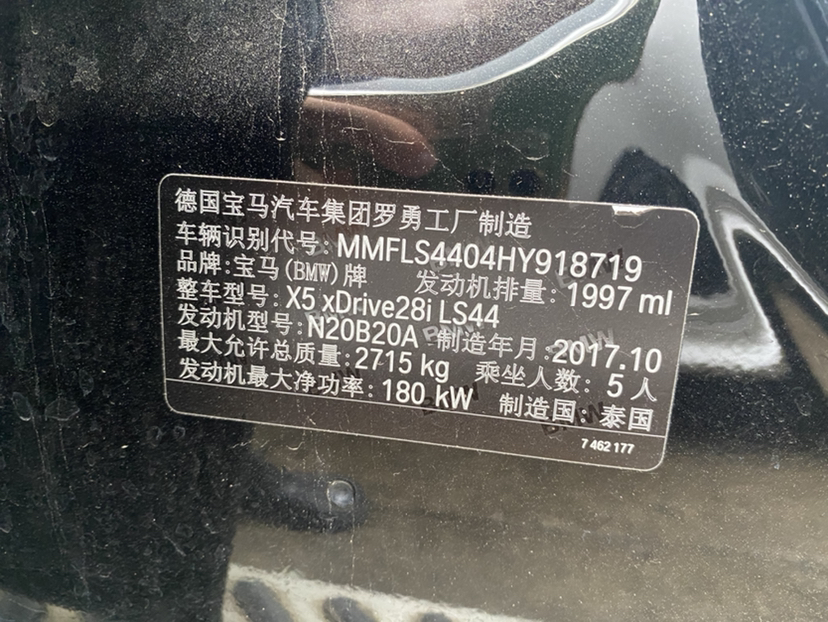 德国宝马汽车集团罗勇工厂制造
车辆识别代号: MMFLS4404HY918719
品牌:宝马(BMW)牌 发动机排量: 1997 ml
整车型号: X5 xDrive28i LS44
发动机型号: N20B20A 制造年月:2017.10
最大允许总质量: 2715 kg 乘坐人数: 5人
发动机最大净功率: 180 kW 制造国: 泰国
7 462 177